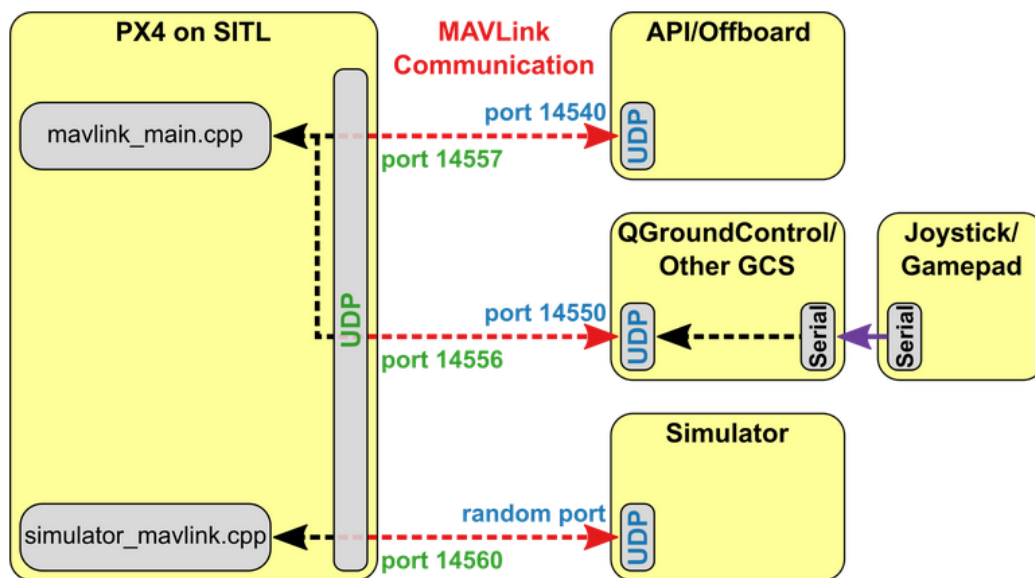 PX4 on SITL
mavlink_main.cpp
UDP
simulator_mavlink.cpp
MAVLink
Communication
port 14540
port 14557
port 14550
port 14556
random port
port 14560
API/Offboard
UDP
QGroundControl/
Other GCS
UDP
Serial
Joystick/
Gamepad
Serial
Simulator
UDP